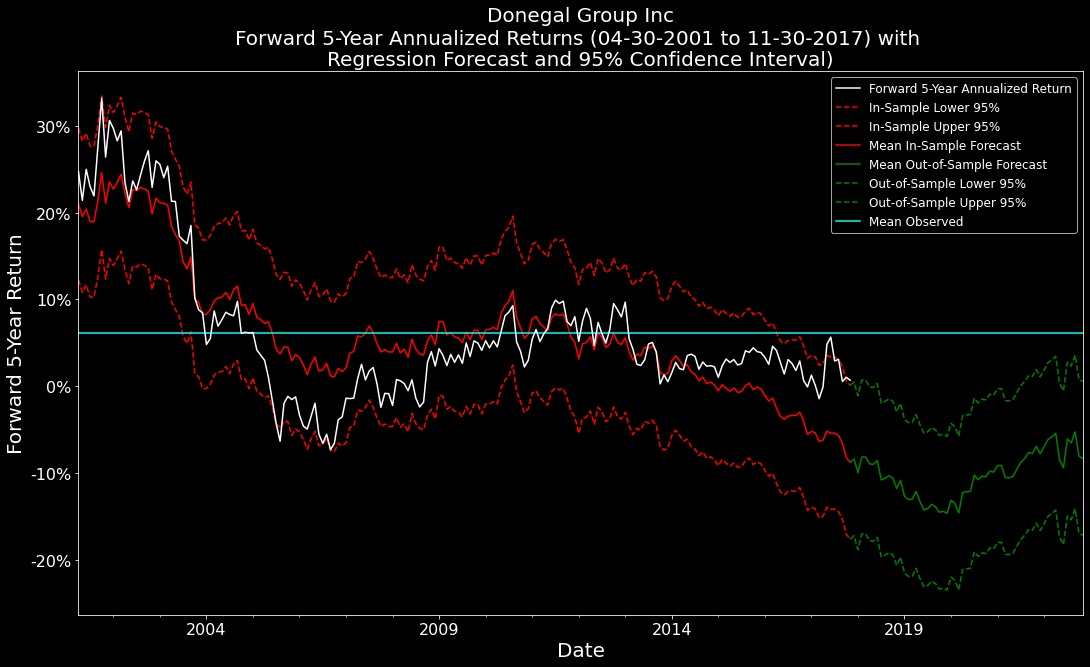 Donegal Group Inc
Forward 5-Year Annualized Returns (04-30-2001 to 11-30-2017) with
Regression Forecast and 95% Confidence Interval)
Forward 5-Year Annualized Return
In-Sample Lower 95%
In-Sample Upper 95%
Mean In-Sample Forecast
Mean Out-of-Sample Forecast
Out-of-Sample Lower 95%
Out-of-Sample Upper 95%
Mean Observed
Forward 5-Year Return
30%
20%
10%
0%
-10%
-20%
2004
2009
2014
2019
Date